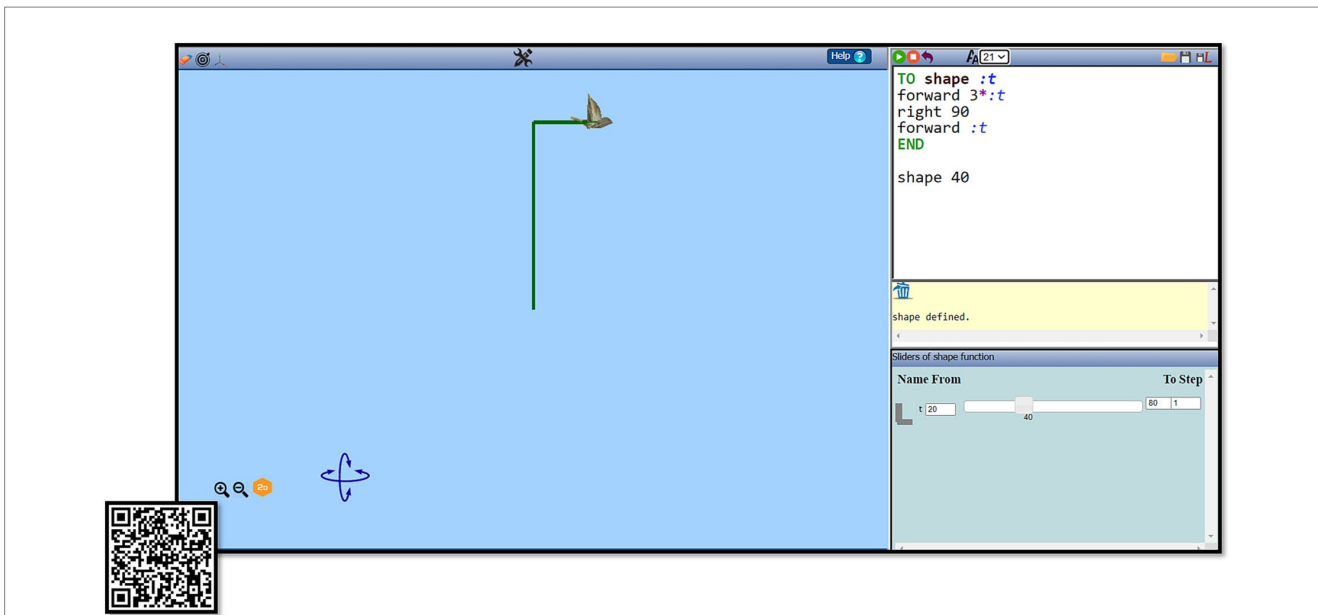 Help ?
AA 21
L
TO shape :t
forward 3*:t
right 90
forward :t
END
shape 40
shape defined.
Sliders of shape function
Name From To Step
t 20 80 1
40
2D